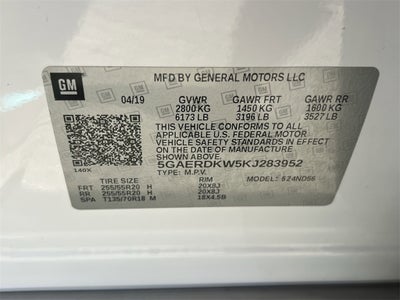 GM
MFD BY GENERAL MOTORS LLC
04/19 GVWR GAWR FRT GAWR RR
2800 KG 1450 KG 1600 KG
6173 LB 3196 LB 3527 LB
THIS VEHICLE CONFORMS TO ALL
APPLICABLE U.S. FEDERAL MOTOR
VEHICLE SAFETY STANDARDS IN EFFECT
ON THE DATE OF MANUFACTURE SHOWN ABOVE.
5GAERDKW5KJ283952
140X TYPE: M.P.V. MODEL: 624ND56
TIRE SIZE RIM
FRT 255/55R20 H 20X8J
RR 255/55R20 H 20X8J
SPA T135/70R18 M 18X4.5B